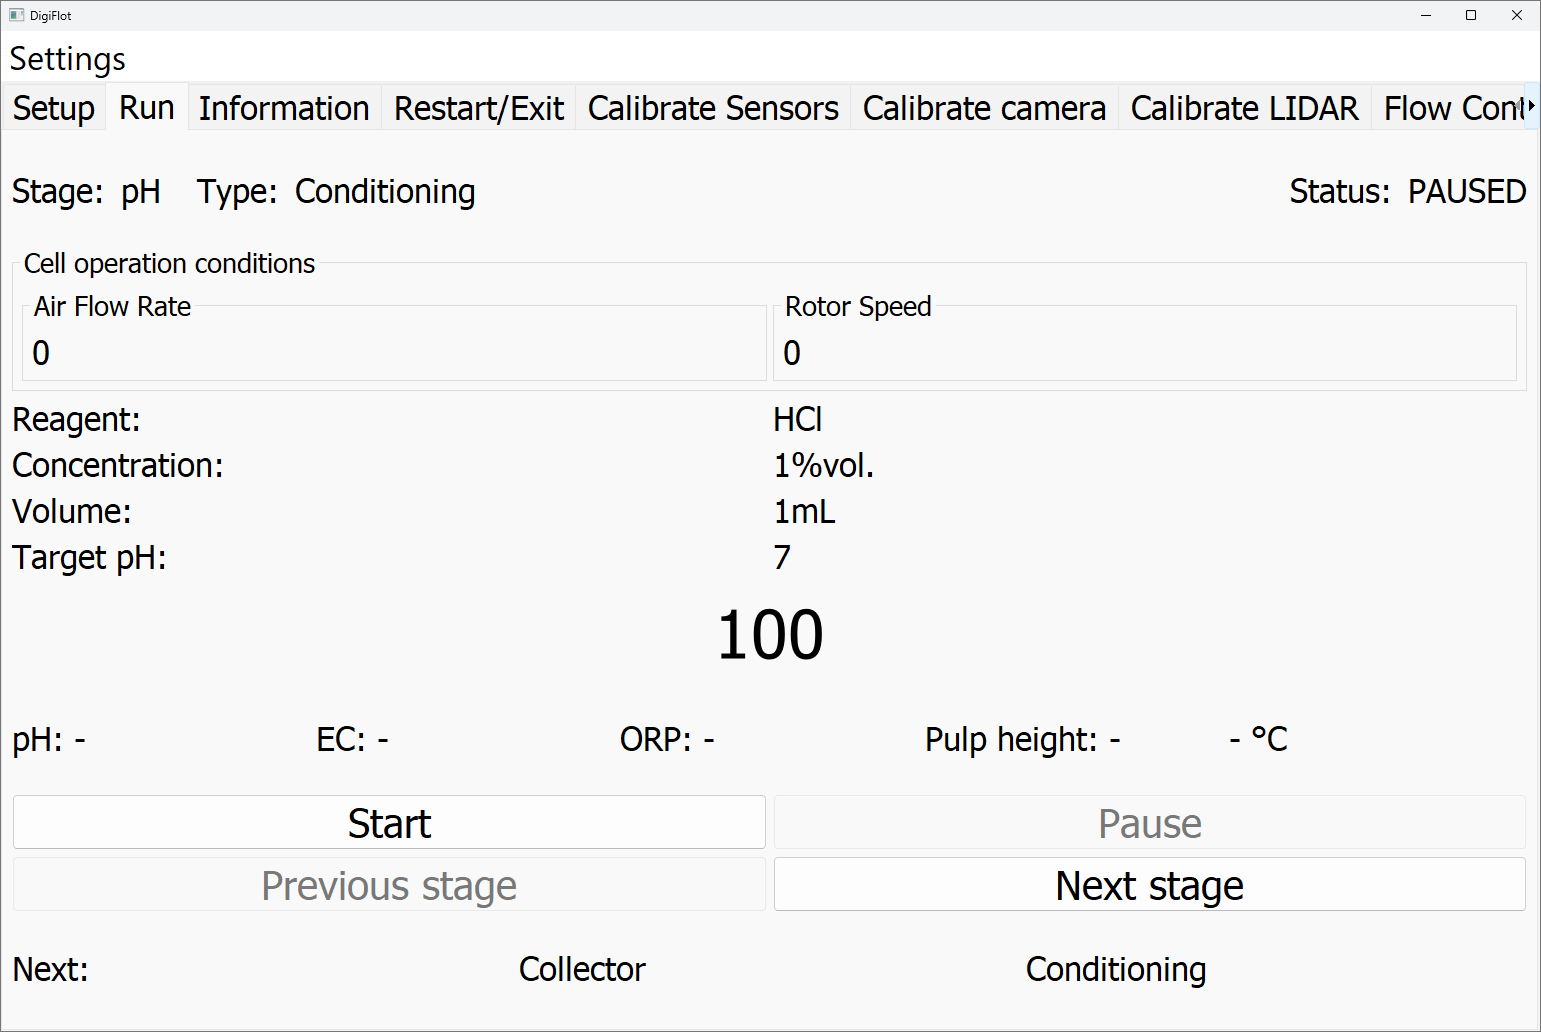 DigiFlot
Settings
Setup Run Information Restart/Exit Calibrate Sensors Calibrate camera Calibrate LIDAR Flow Cont
Stage: pH Type: Conditioning Status: PAUSED
Cell operation conditions
Air Flow Rate Rotor Speed
0 0
Reagent: HCl
Concentration: 1%vol.
Volume: 1mL
Target pH: 7
100
pH: - EC: - ORP: - Pulp height: - - °C
Start Pause
Previous stage Next stage
Next: Collector Conditioning